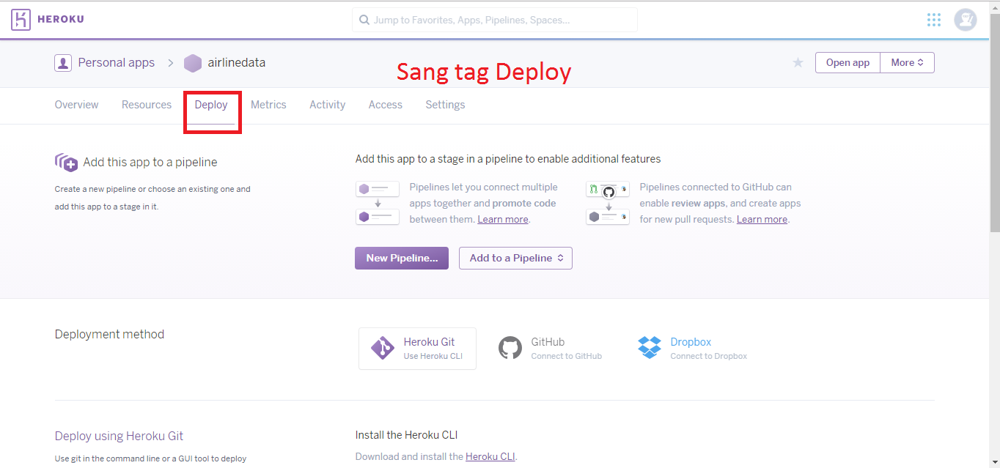 HEROKU
Jump to Favorites, Apps, Pipelines, Spaces...
Personal apps > airlinedata
Sang tag Deploy
Open app
More
Overview
Resources
Deploy
Metrics
Activity
Access
Settings
Add this app to a pipeline
Create a new pipeline or choose an existing one and
add this app to a stage in it.
Add this app to a stage in a pipeline to enable additional features
Pipelines let you connect multiple
apps together and promote code
between them. Learn more.
Pipelines connected to GitHub can
enable review apps, and create apps
for new pull requests. Learn more.
New Pipeline...
Add to a Pipeline
Deployment method
Heroku Git
Use Heroku CLI
GitHub
Connect to GitHub
Dropbox
Connect to Dropbox
Deploy using Heroku Git
Use git in the command line or a GUI tool to deploy
Install the Heroku CLI
Download and install the Heroku CLI.